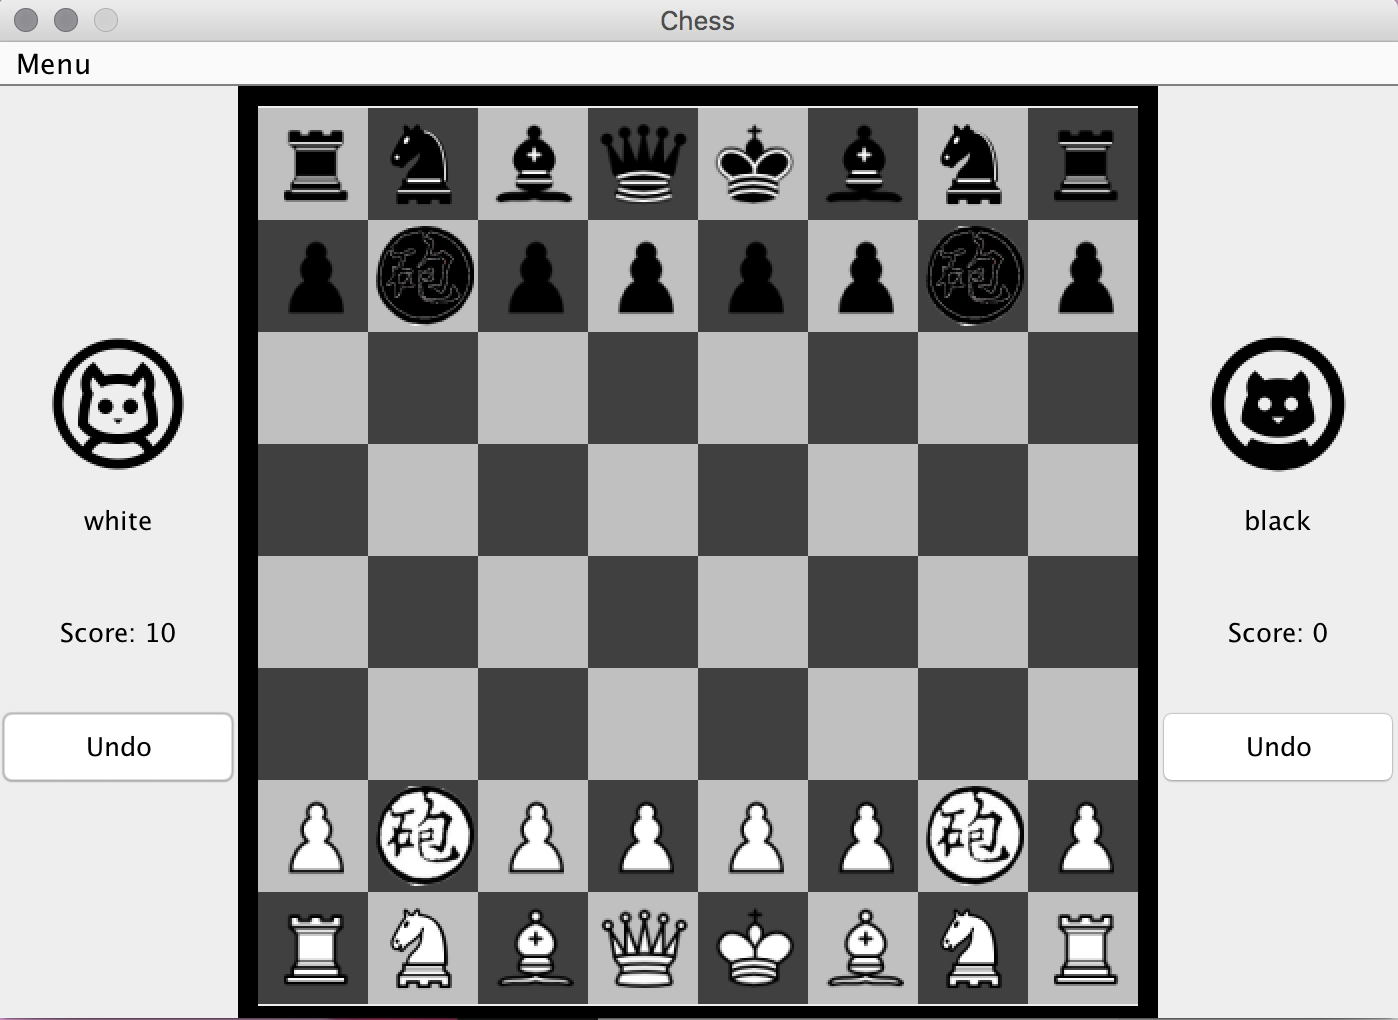 Chess
Menu
砲 砲
white
black
Score: 10
Score: 0
Undo
Undo
砲 砲